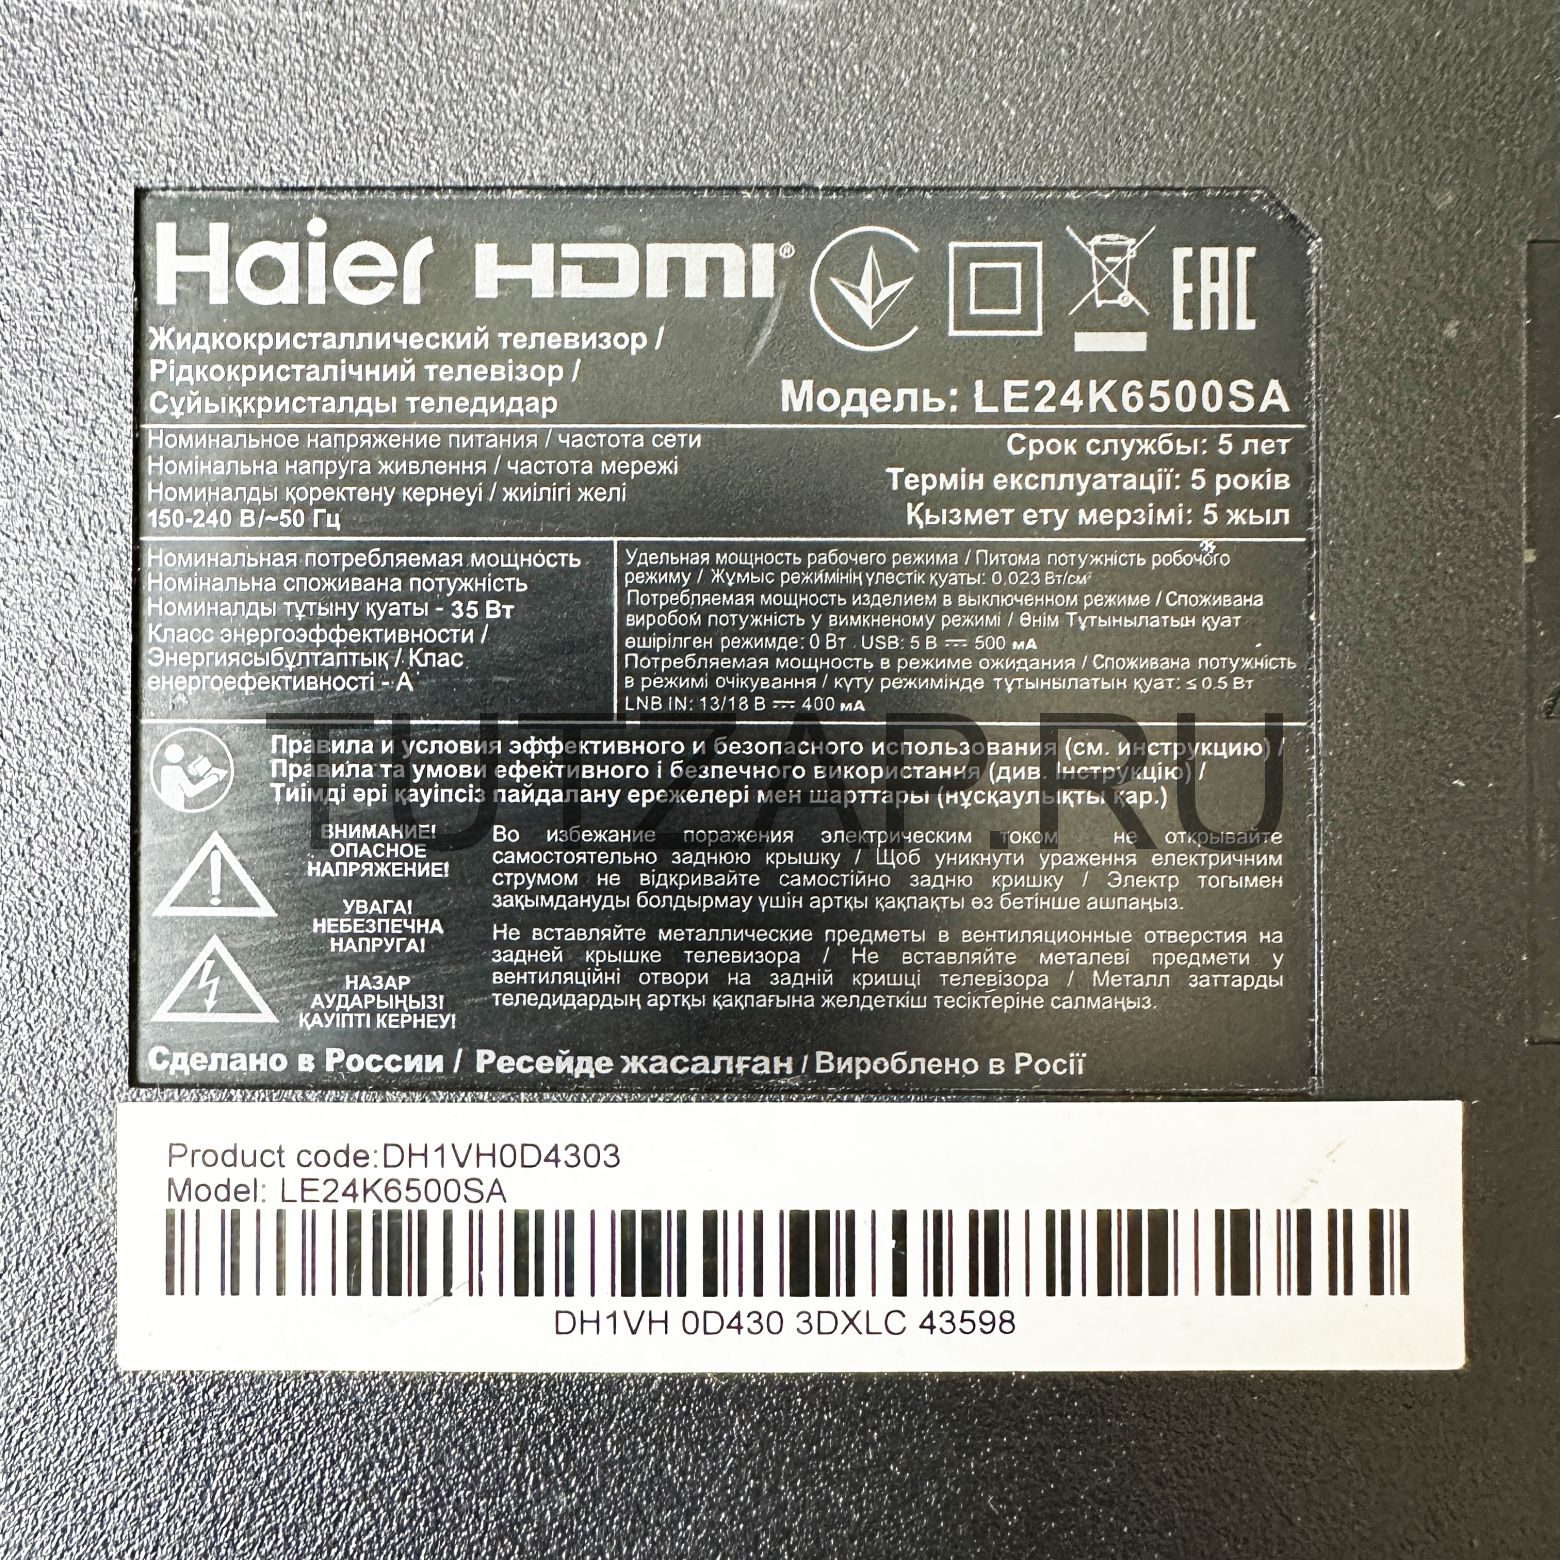 Haier HDMI® EAC
Жидкокристаллический телевизор /
Рідкокристалічний телевізор /
Сұйыққристалды теледидар
Модель: LE24K6500SA
Номинальное напряжение питания / частота сети
Номінальна напруга живлення / частота мережі
Номиналды қоректену кернеуі / жиілігі желі
150-240 В/~50 Гц
Срок службы: 5 лет
Термін експлуатації: 5 років
Қызмет ету мерзімі: 5 жыл
Номинальная потребляемая мощность
Номінальна споживана потужність
Номиналды тұтыну қуаты - 35 Вт
Класс энергоэффективности /
Энергиясыбұлтаптық / Клас
енергоефективності - А
Удельная мощность рабочего режима / Питома потужність робочого
режиму / Жұмыс режимінің үлестік қуаты: 0,023 Вт/см²
Потребляемая мощность изделием в выключенном режиме / Споживана
виробом потужність у вимкненому режимі / Өнім Тұтынылатын қуат
өшірілген режимде: 0 Вт . USB: 5 В ⎓ 500 мА
Потребляемая мощность в режиме ожидания / Споживана потужність
в режимі очікування / күту режимінде тұтынылатын қуат: ≤ 0.5 Вт
LNB IN: 13/18 В ⎓ 400 мА
TUTZAP.RU
Правила и условия эффективного и безопасного использования (см. инструкцию) /
Правила та умови ефективного і безпечного використання (див. Інструкцію) /
Тиімді әрі қауіпсіз пайдалану ережелері мен шарттары (нұсқаулықты қар.)
ВНИМАНИЕ!
ОПАСНОЕ
НАПРЯЖЕНИЕ!
УВАГА!
НЕБЕЗПЕЧНА
НАПРУГА!
НАЗАР
АУДАРЫҢЫЗ!
ҚАУІПТІ КЕРНЕУ!
Во избежание поражения электрическим током не открывайте
самостоятельно заднюю крышку / Щоб уникнути ураження електричним
струмом не відкривайте самостійно задню кришку / Электр тогымен
зақымдануды болдырмау үшін артқы қақпақты өз бетінше ашпаңыз.
Не вставляйте металлические предметы в вентиляционные отверстия на
задней крышке телевизора / Не вставляйте металеві предмети у
вентиляційні отвори на задній кришці телевізора / Металл заттарды
теледидардың артқы қақпағына желдеткіш тесіктеріне салмаңыз.
Сделано в России / Ресейде жасалған / Вироблено в Росії
Product code:DH1VH0D4303
Model: LE24K6500SA
DH1VH 0D430 3DXLC 43598